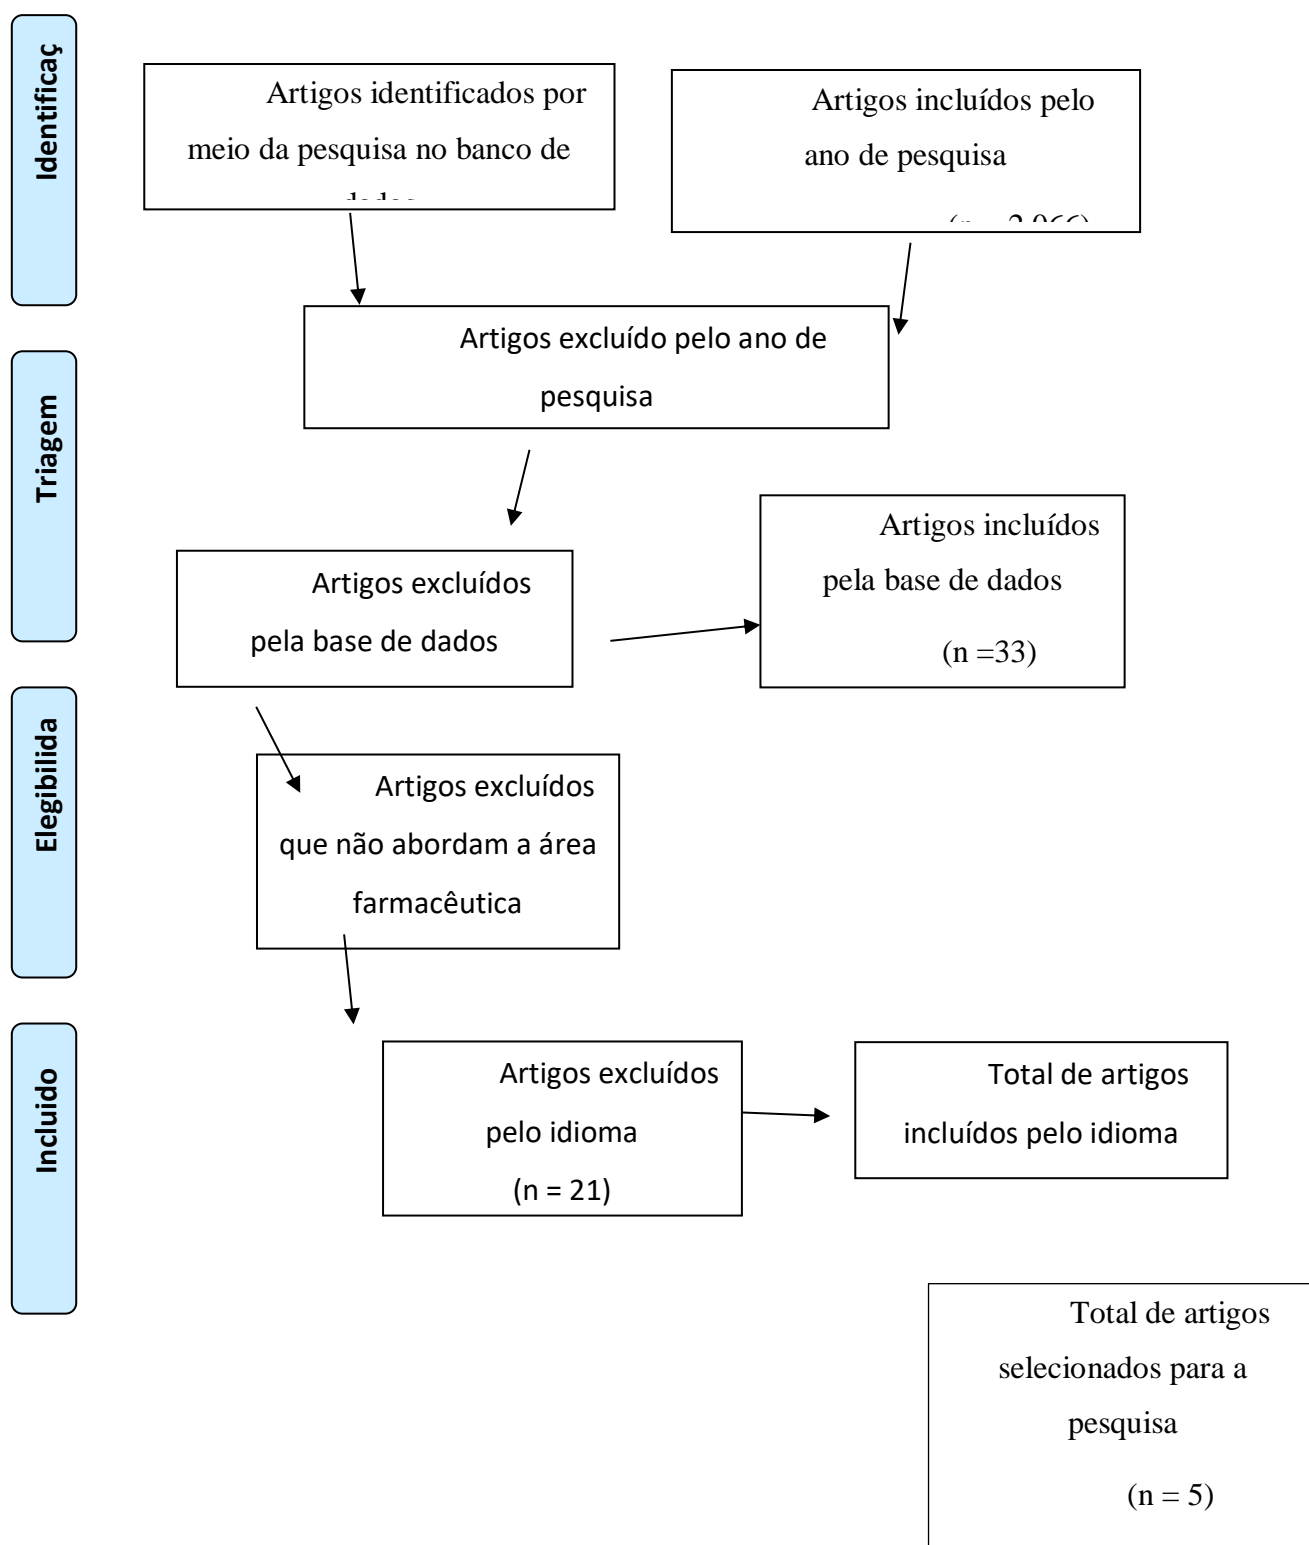 Identificaç
Artigos identificados por
meio da pesquisa no banco de
Artigos incluídos pelo
ano de pesquisa
Artigos excluído pelo ano de
pesquisa
Triagem
Artigos excluídos
pela base de dados
Artigos incluídos
pela base de dados
(n =33)
Elegibilida
Artigos excluídos
que não abordam a área
farmacêutica
Incluido
Artigos excluídos
pelo idioma
(n = 21)
Total de artigos
incluídos pelo idioma
Total de artigos
selecionados para a
pesquisa
(n = 5)